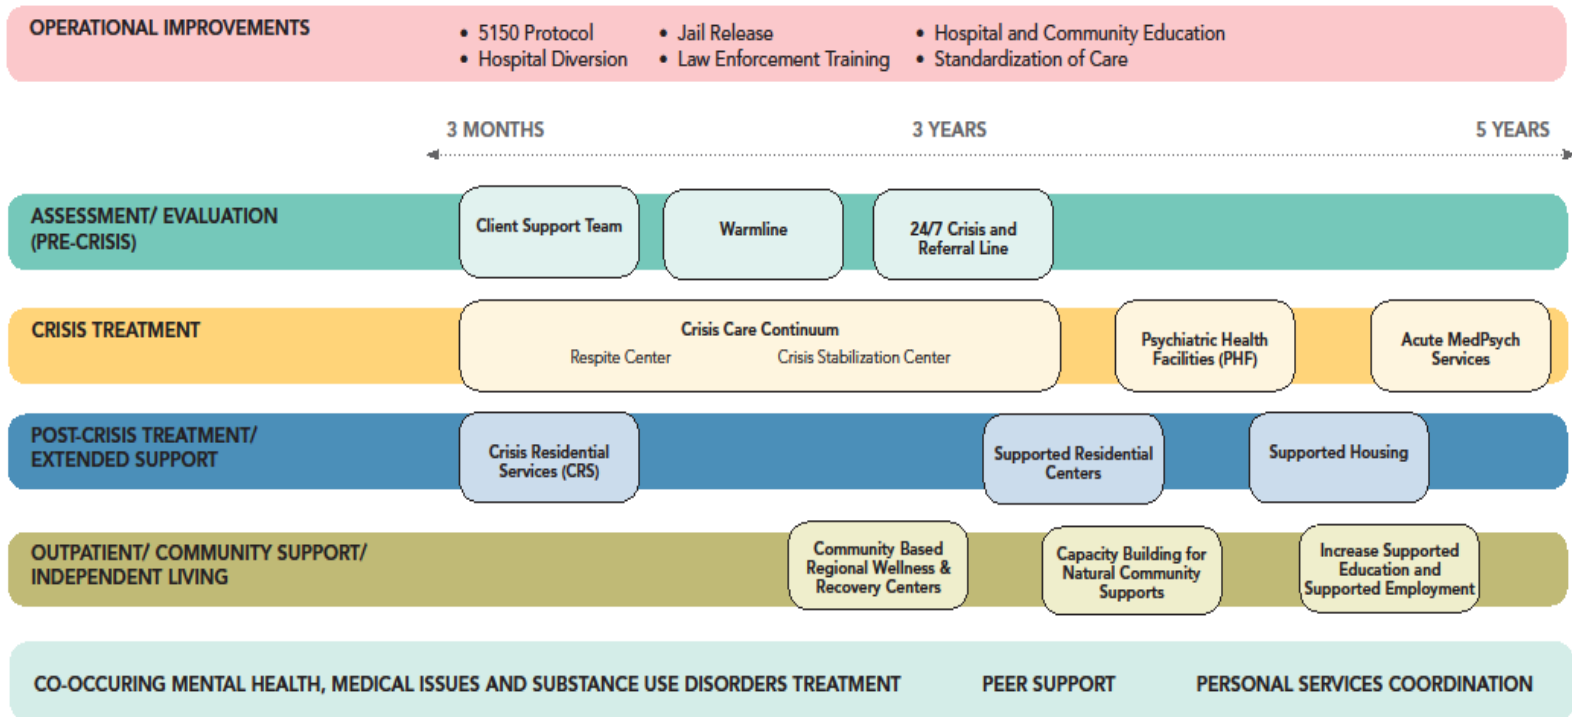 OPERATIONAL IMPROVEMENTS
• 5150 Protocol
• Hospital Diversion
• Jail Release
• Law Enforcement Training
• Hospital and Community Education
• Standardization of Care
3 MONTHS 3 YEARS 5 YEARS
ASSESSMENT/ EVALUATION
(PRE-CRISIS)
Client Support Team
Warmline
24/7 Crisis and
Referral Line
CRISIS TREATMENT
Crisis Care Continuum
Respite Center Crisis Stabilization Center
Psychiatric Health
Facilities (PHF)
Acute MedPsych
Services
POST-CRISIS TREATMENT/
EXTENDED SUPPORT
Crisis Residential
Services (CRS)
Supported Residential
Centers
Supported Housing
OUTPATIENT/ COMMUNITY SUPPORT/
INDEPENDENT LIVING
Community Based
Regional Wellness &
Recovery Centers
Capacity Building for
Natural Community
Supports
Increase Supported
Education and
Supported Employment
CO-OCCURING MENTAL HEALTH, MEDICAL ISSUES AND SUBSTANCE USE DISORDERS TREATMENT PEER SUPPORT PERSONAL SERVICES COORDINATION